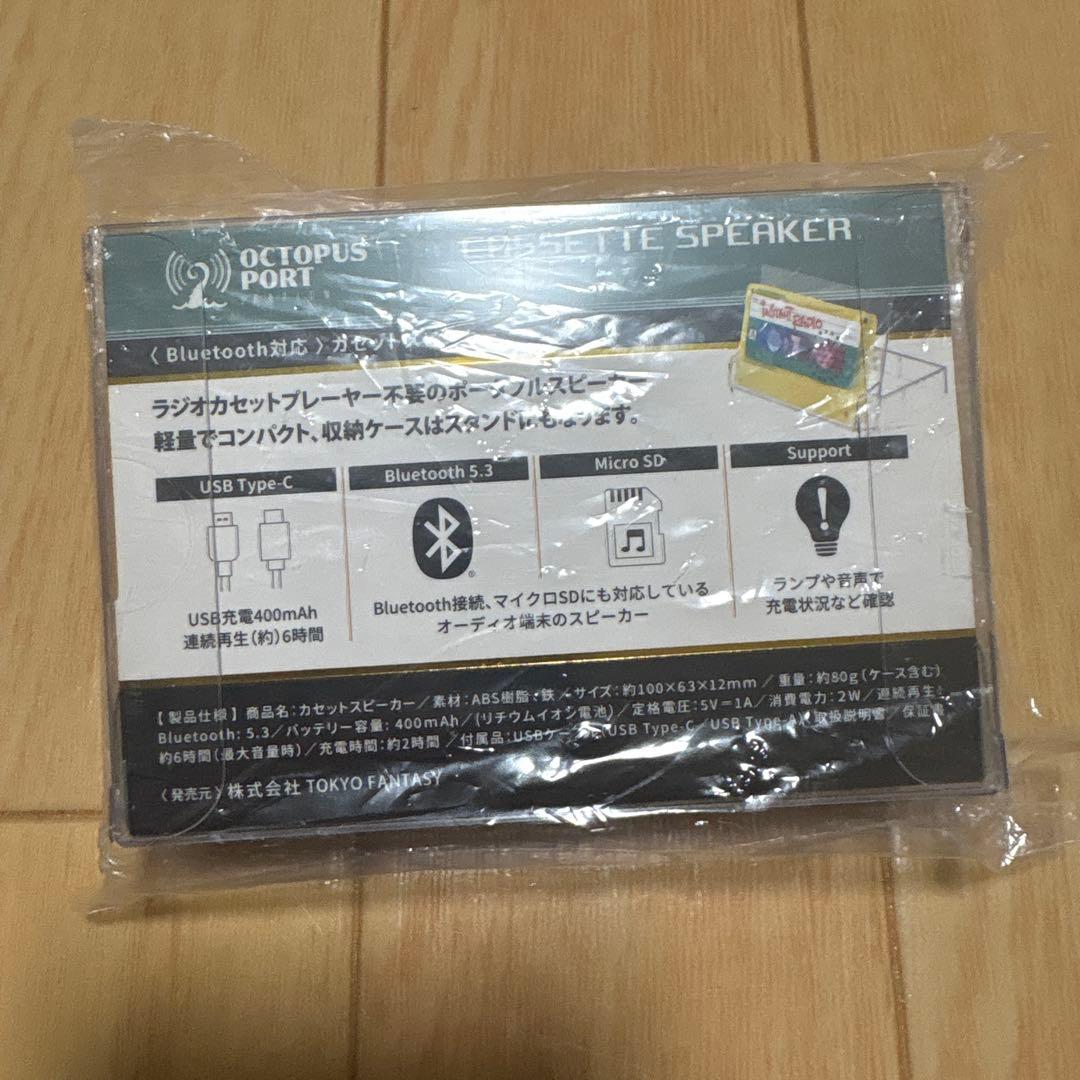 OCTOPUS
PORT
CASSETTE SPEAKER
〈 Bluetooth対応 〉カセット
ラジオカセットプレーヤー不要のポータブルスピーカー
軽量でコンパクト、収納ケースはスタンドにもなります。
USB Type-C
Bluetooth 5.3
Micro SD
Support
USB充電400mAh
連続再生(約)6時間
Bluetooth接続、マイクロSDにも対応している
オーディオ端末のスピーカー
ランプや音声で
充電状況など確認
【 製品仕様 】商品名：カセットスピーカー／素材：ABS樹脂・鉄／サイズ：約100×63×12mm／重量：約80g(ケース含む)
Bluetooth：5.3／バッテリー容量：400mAh／(リチウムイオン電池)／定格電圧：5V＝1A／消費電力：2W／連続再生：
約6時間(最大音量時)／充電時間：約2時間／付属品：USBケーブル(USB Type-C／USB Type-A)、取扱説明書／保証書
〈発売元〉株式会社 TOKYO FANTASY